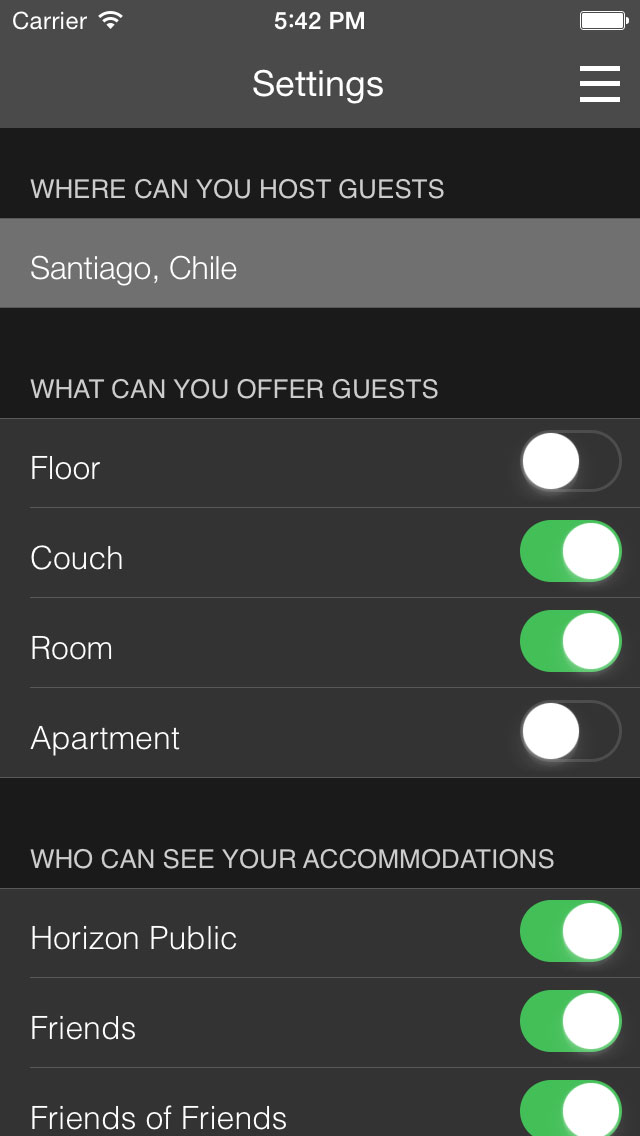 Carrier 5:42 PM
Settings
WHERE CAN YOU HOST GUESTS
Santiago, Chile
WHAT CAN YOU OFFER GUESTS
Floor
Couch
Room
Apartment
WHO CAN SEE YOUR ACCOMMODATIONS
Horizon Public
Friends
Friends of Friends